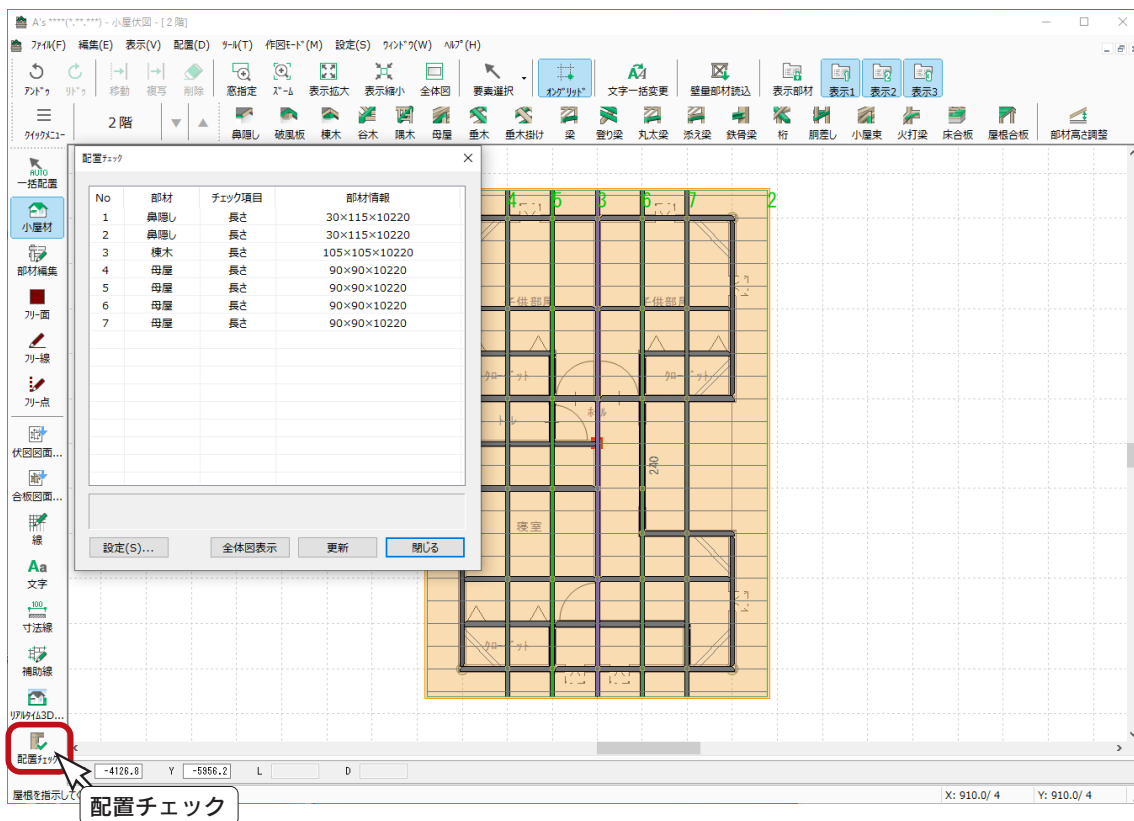 A's ****(*.**.***) - 小屋伏図 - [２階]
ﾌｧｲﾙ(F) 編集(E) 表示(V) 配置(D) ﾂｰﾙ(T) 作図ﾓｰﾄﾞ(M) 設定(S) ｳｨﾝﾄﾞｳ(W) ﾍﾙﾌﾟ(H)
ｱﾝﾄﾞｩ ﾘﾄﾞｩ 移動 複写 削除 窓指定 ｽﾞｰﾑ 表示拡大 表示縮小 全体図 要素選択 ｵﾝｸﾞﾘｯﾄﾞ 文字一括変更 壁量部材読込 表示部材 表示1 表示2 表示3
ｸｲｯｸﾒﾆｭｰ 2階 鼻隠し 破風板 棟木 谷木 隅木 母屋 垂木 垂木掛け 梁 登り梁 丸太梁 添え梁 鉄骨梁 桁 胴差し 小屋束 火打梁 床合板 屋根合板 部材高さ調整
AUTO
一括配置
小屋材
部材編集
ﾌﾘｰ面
ﾌﾘｰ線
ﾌﾘｰ点
伏図図面...
合板図面...
線
Aa
文字
100
寸法線
補助線
ﾘｱﾙﾀｲﾑ3D...
配置ﾁｪｯｸ
配置ﾁｪｯｸ
No 部材 チェック項目 部材情報
1 鼻隠し 長さ 30×115×10220
2 鼻隠し 長さ 30×115×10220
3 棟木 長さ 105×105×10220
4 母屋 長さ 90×90×10220
5 母屋 長さ 90×90×10220
6 母屋 長さ 90×90×10220
7 母屋 長さ 90×90×10220
設定(S)... 全体図表示 更新 閉じる
4 5 3 6 7 2
子供部屋
240
寝室
-4126.8 Y -5956.2 L D
屋根を指示して
X: 910.0/ 4 Y: 910.0/ 4
配置チェック